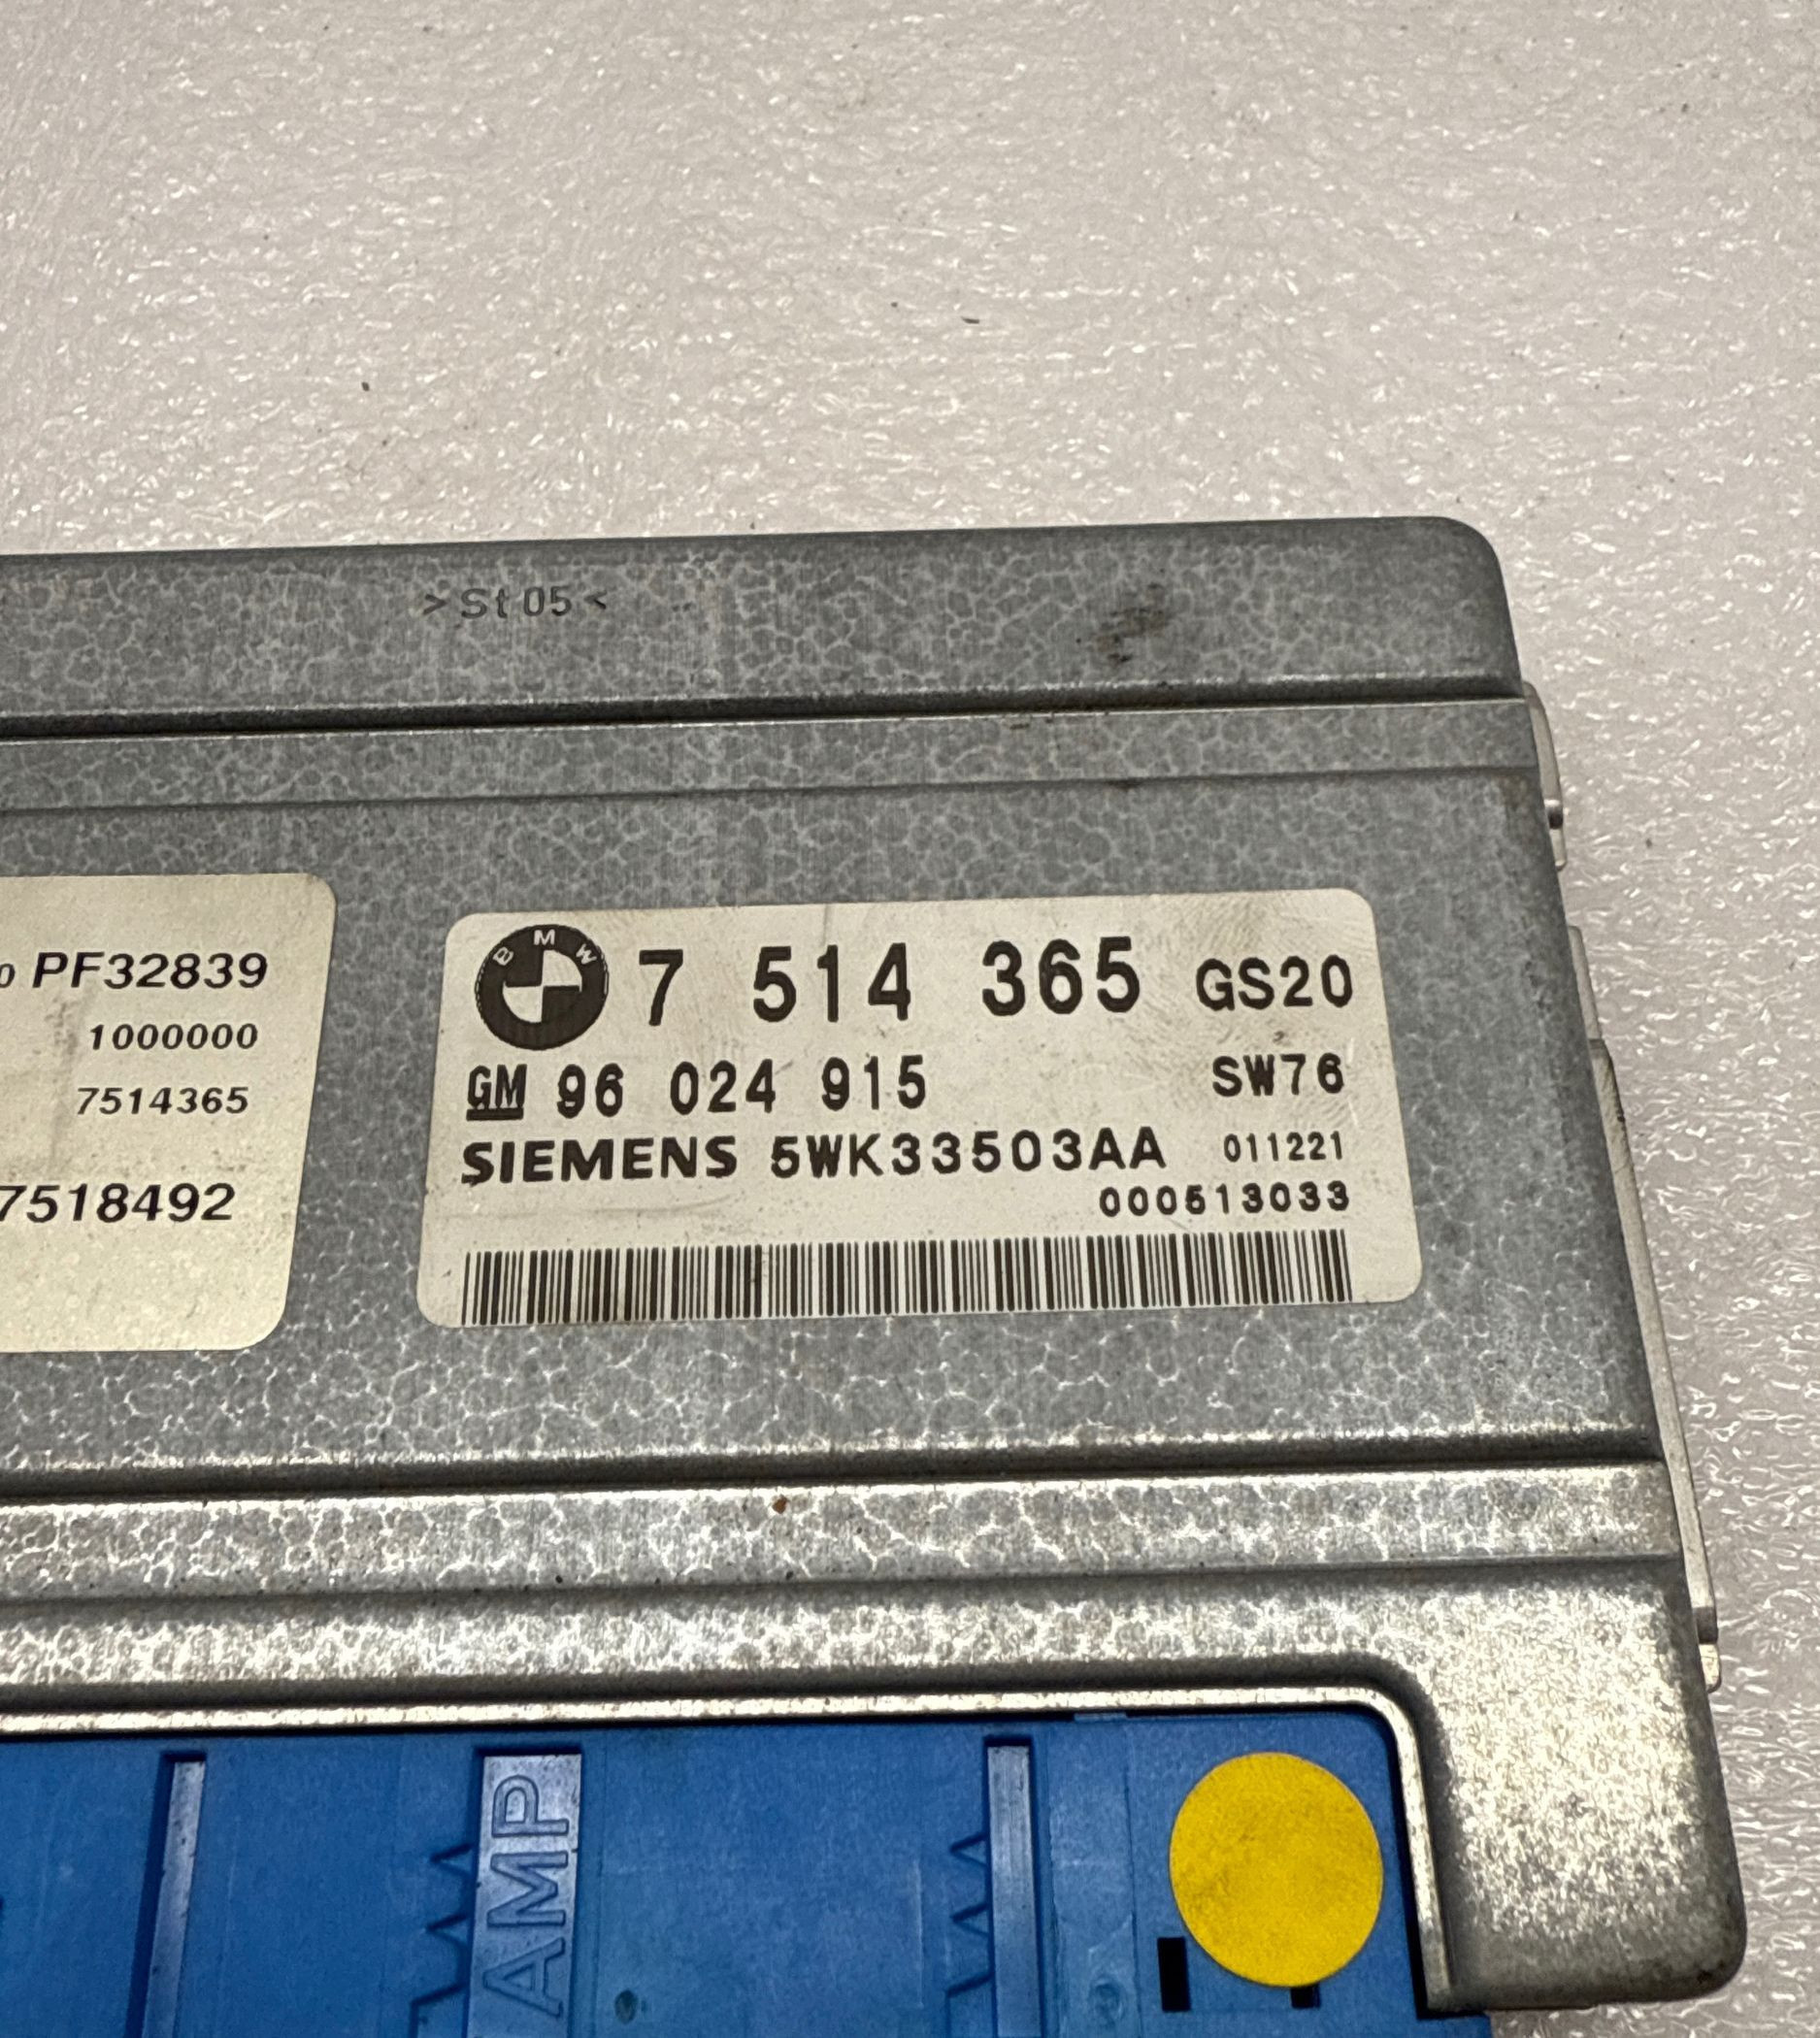 >St05<
PF32839
1000000
7514365
7518492
BMW 7 514 365 GS20
GM 96 024 915 SW76
SIEMENS 5WK33503AA 011221
000513033
AMP